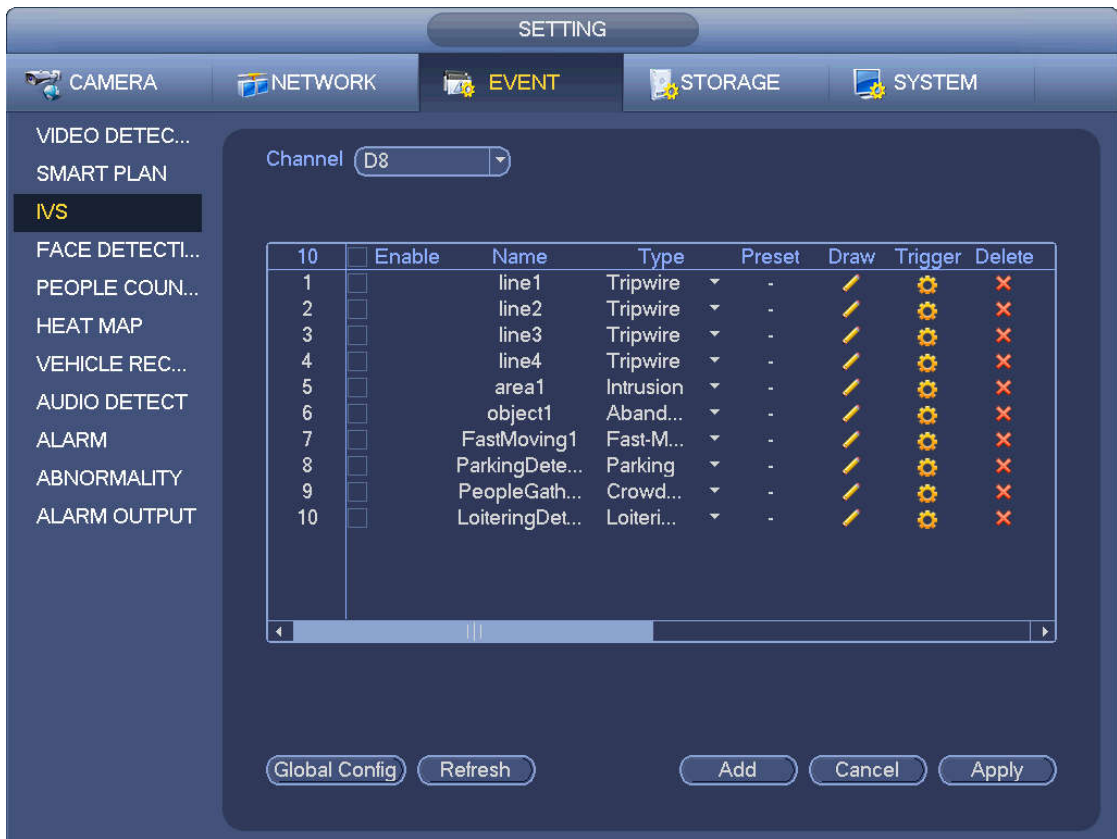 SETTING
CAMERA NETWORK EVENT STORAGE SYSTEM
VIDEO DETEC...
SMART PLAN
IVS
FACE DETECTI...
PEOPLE COUN...
HEAT MAP
VEHICLE REC...
AUDIO DETECT
ALARM
ABNORMALITY
ALARM OUTPUT
Channel D8
10 Enable Name Type Preset Draw Trigger Delete
1 line1 Tripwire -
2 line2 Tripwire -
3 line3 Tripwire -
4 line4 Tripwire -
5 area1 Intrusion -
6 object1 Aband... -
7 FastMoving1 Fast-M... -
8 ParkingDete... Parking -
9 PeopleGath... Crowd... -
10 LoiteringDet... Loiteri... -
Global Config Refresh Add Cancel Apply